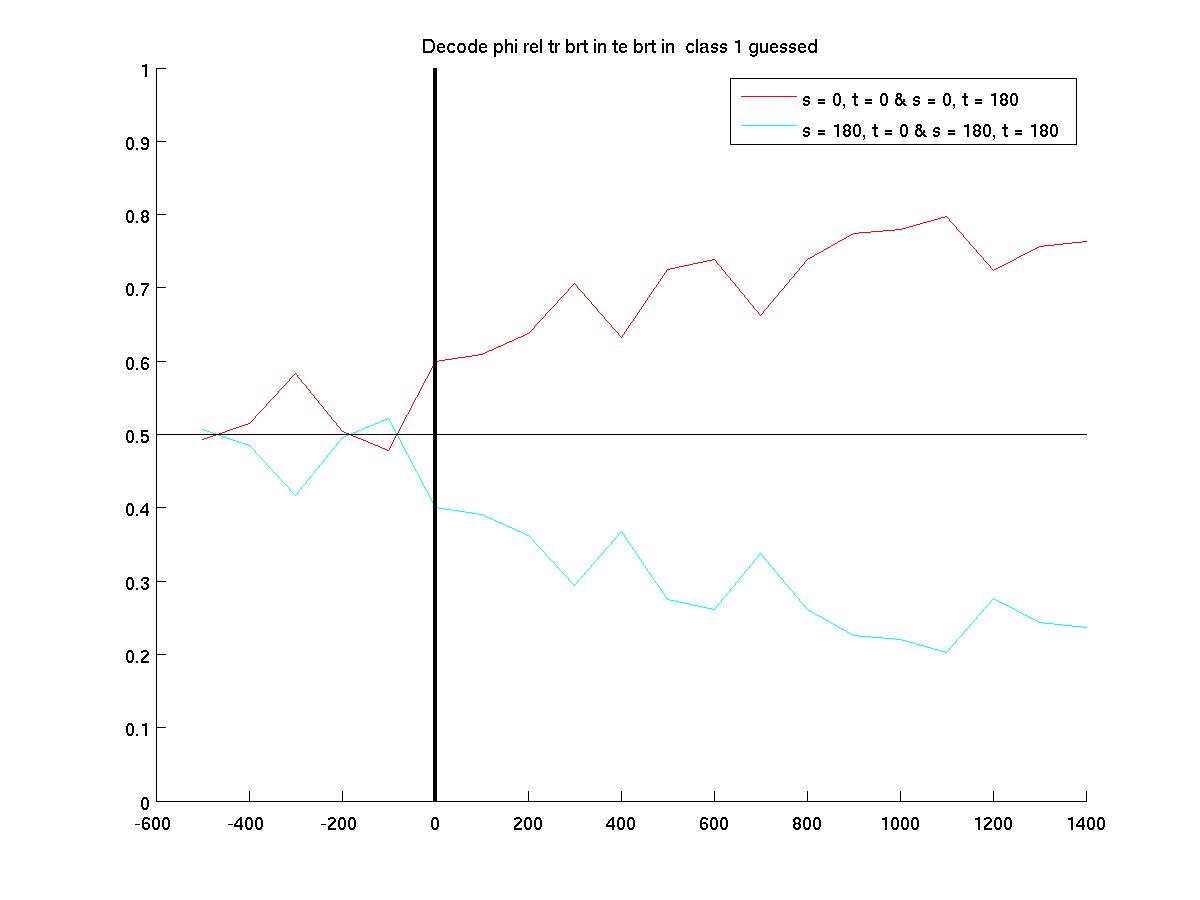 Decode phi rel tr brt in te brt in  class 1 guessed
s = 0, t = 0 & s = 0, t = 180
s = 180, t = 0 & s = 180, t = 180
1
0.9
0.8
0.7
0.6
0.5
0.4
0.3
0.2
0.1
0
-600 -400 -200 0 200 400 600 800 1000 1200 1400